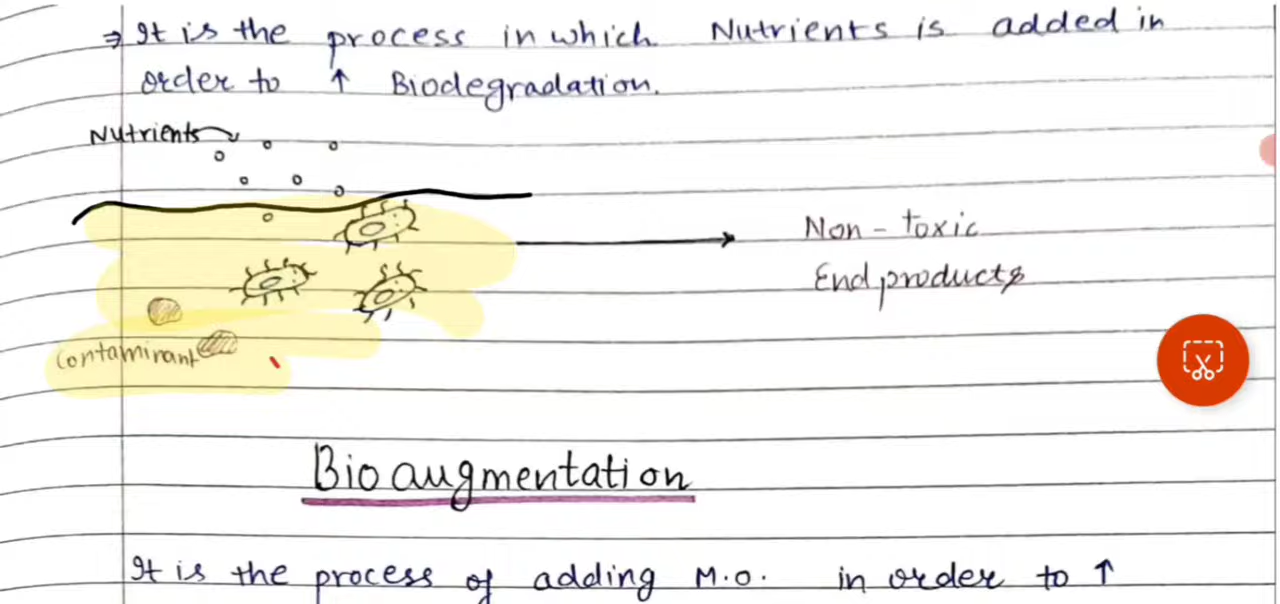 ⇒ It is the process in which Nutrients is added in
order to ↑ Biodegradation.
Nutrients
Non - toxic
End products
Contaminant
Bioaugmentation
It is the process of adding M.O. in order to ↑